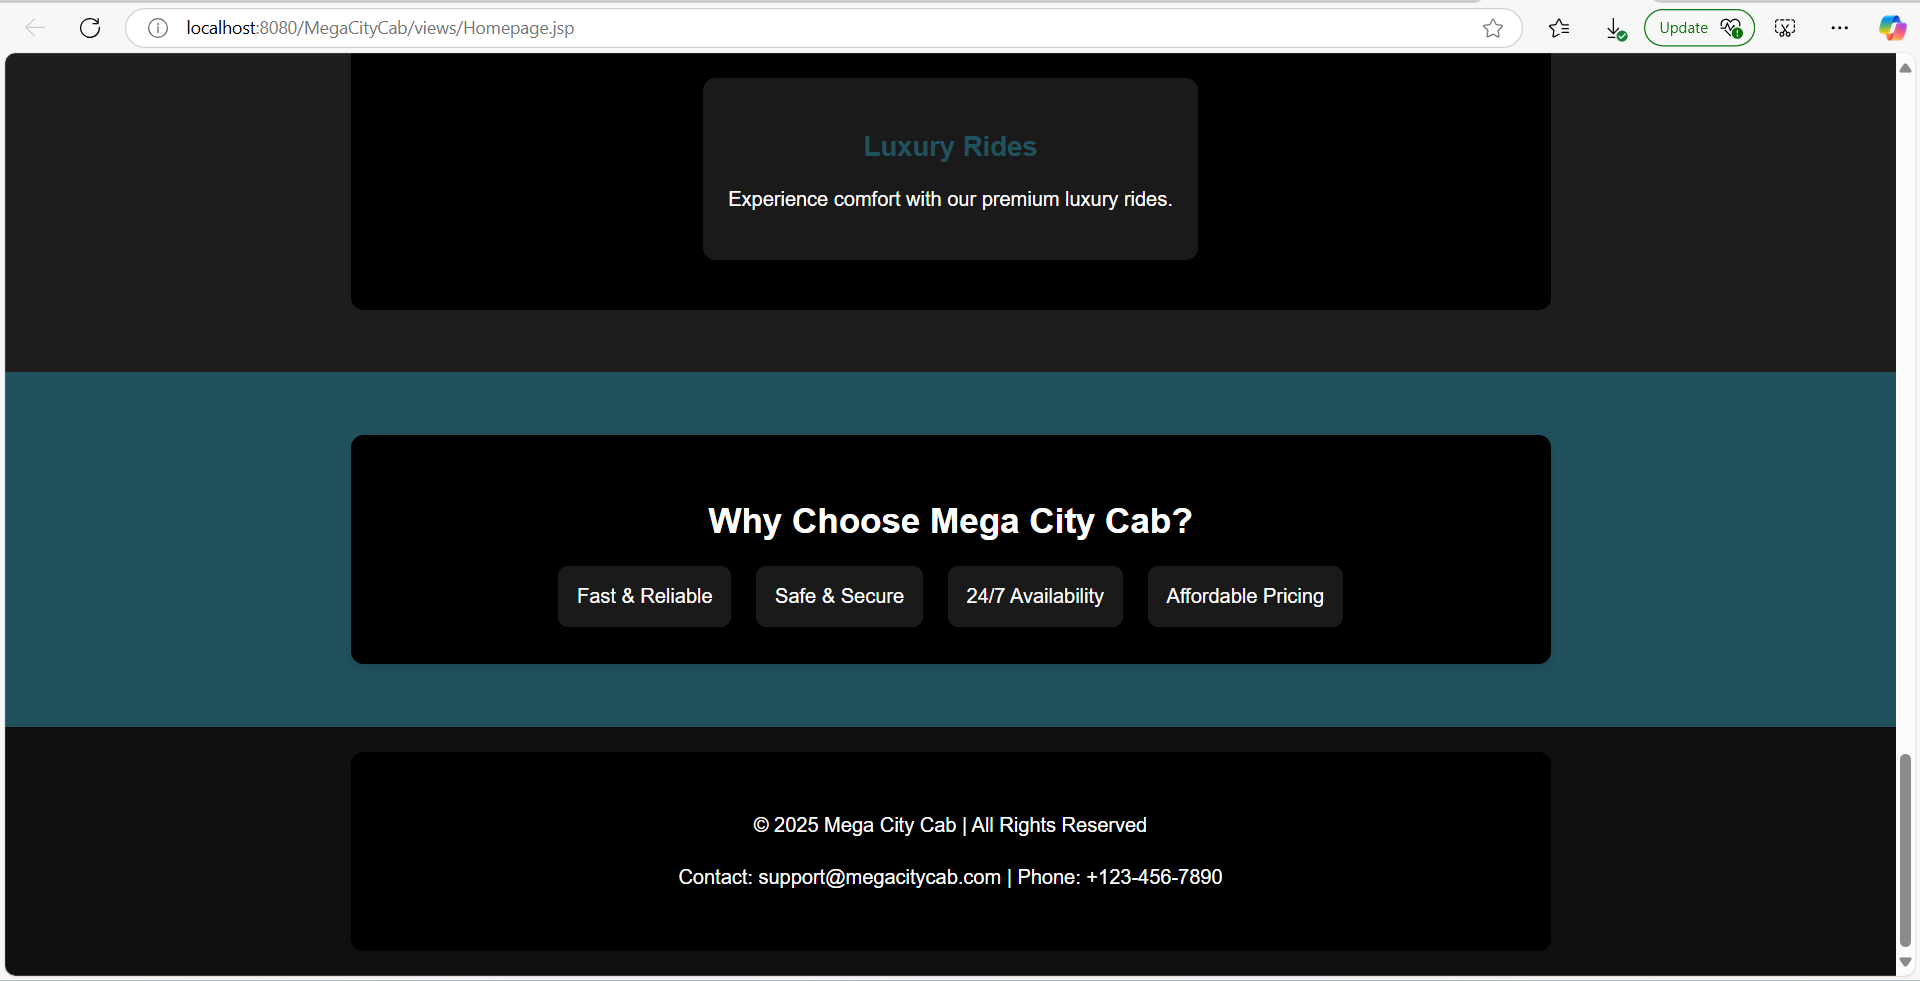 localhost:8080/MegaCityCab/views/Homepage.jsp
Update
Luxury Rides
Experience comfort with our premium luxury rides.
Why Choose Mega City Cab?
Fast & Reliable
Safe & Secure
24/7 Availability
Affordable Pricing
© 2025 Mega City Cab | All Rights Reserved
Contact: support@megacitycab.com | Phone: +123-456-7890